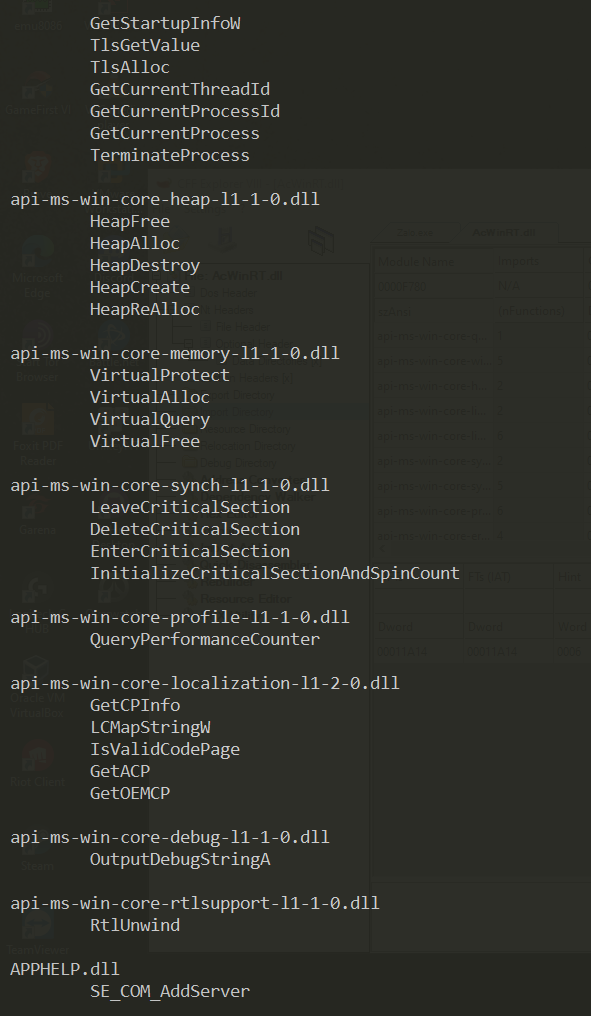 GetStartupInfoW
TlsGetValue
TlsAlloc
GetCurrentThreadId
GetCurrentProcessId
GetCurrentProcess
TerminateProcess
api-ms-win-core-heap-l1-1-0.dll
HeapFree
HeapAlloc
HeapDestroy
HeapCreate
HeapReAlloc
api-ms-win-core-memory-l1-1-0.dll
VirtualProtect
VirtualAlloc
VirtualQuery
VirtualFree
api-ms-win-core-synch-l1-1-0.dll
LeaveCriticalSection
DeleteCriticalSection
EnterCriticalSection
InitializeCriticalSectionAndSpinCount
api-ms-win-core-profile-l1-1-0.dll
QueryPerformanceCounter
api-ms-win-core-localization-l1-2-0.dll
GetCPInfo
LCMapStringW
IsValidCodePage
GetACP
GetOEMCP
api-ms-win-core-debug-l1-1-0.dll
OutputDebugStringA
api-ms-win-core-rtlsupport-l1-1-0.dll
RtlUnwind
APPHELP.dll
SE_COM_AddServer